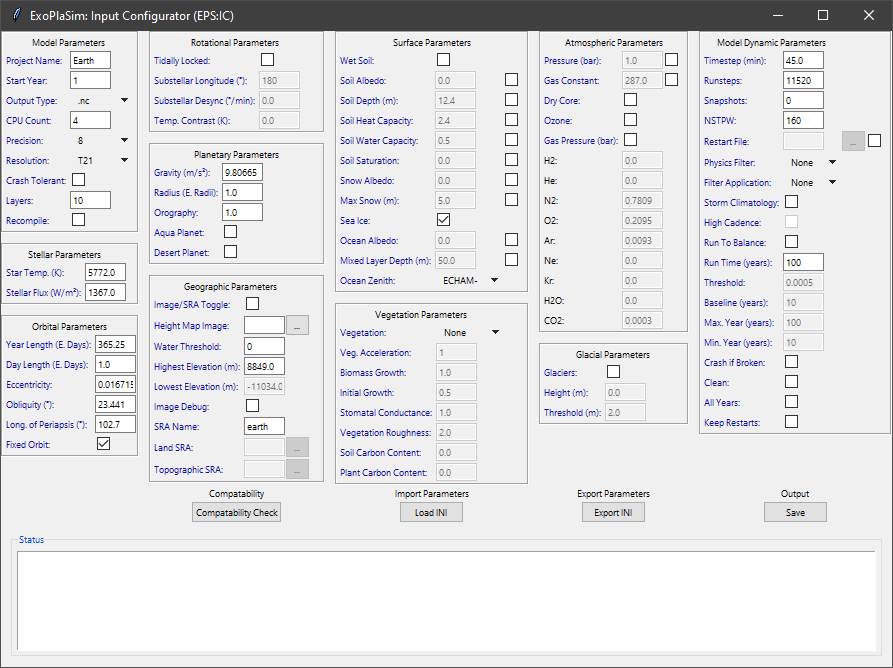 ExoPlaSim: Input Configurator (EPS:IC)
Model Parameters
Project Name: Earth
Start Year: 1
Output Type: .nc
CPU Count: 4
Precision: 8
Resolution: T21
Crash Tolerant:
Layers: 10
Recompile:
Stellar Parameters
Star Temp. (K): 5772.0
Stellar Flux (W/m²): 1367.0
Orbital Parameters
Year Length (E. Days): 365.25
Day Length (E. Days): 1.0
Eccentricity: 0.016715
Obliquity (°): 23.441
Long. of Periapsis (°): 102.7
Fixed Orbit:
Rotational Parameters
Tidally Locked:
Substellar Longitude (°): 180
Substellar Desync (°/min): 0.0
Temp. Contrast (K): 0.0
Planetary Parameters
Gravity (m/s²): 9.80665
Radius (E. Radii): 1.0
Orography: 1.0
Aqua Planet:
Desert Planet:
Geographic Parameters
Image/SRA Toggle:
Height Map Image: ...
Water Threshold: 0
Highest Elevation (m): 8849.0
Lowest Elevation (m): -11034.0
Image Debug:
SRA Name: earth
Land SRA: ...
Topographic SRA: ...
Surface Parameters
Wet Soil:
Soil Albedo: 0.0
Soil Depth (m): 12.4
Soil Heat Capacity: 2.4
Soil Water Capacity: 0.5
Soil Saturation: 0.0
Snow Albedo: 0.0
Max Snow (m): 5.0
Sea Ice:
Ocean Albedo: 0.0
Mixed Layer Depth (m): 50.0
Ocean Zenith: ECHAM-
Vegetation Parameters
Vegetation: None
Veg. Acceleration: 1
Biomass Growth: 1.0
Initial Growth: 0.5
Stomatal Conductance: 1.0
Vegetation Roughness: 2.0
Soil Carbon Content: 0.0
Plant Carbon Content: 0.0
Atmospheric Parameters
Pressure (bar): 1.0
Gas Constant: 287.0
Dry Core:
Ozone:
Gas Pressure (bar):
H2: 0.0
He: 0.0
N2: 0.7809
O2: 0.2095
Ar: 0.0093
Ne: 0.0
Kr: 0.0
H2O: 0.0
CO2: 0.0003
Glacial Parameters
Glaciers:
Height (m): 0.0
Threshold (m): 2.0
Model Dynamic Parameters
Timestep (min): 45.0
Runsteps: 11520
Snapshots: 0
NSTPW: 160
Restart File: ...
Physics Filter: None
Filter Application: None
Storm Climatology:
High Cadence:
Run To Balance:
Run Time (years): 100
Threshold: 0.0005
Baseline (years): 10
Max. Year (years): 100
Min. Year (years): 10
Crash if Broken:
Clean:
All Years:
Keep Restarts:
Compatability
Compatability Check
Import Parameters
Load INI
Export Parameters
Export INI
Output
Save
Status